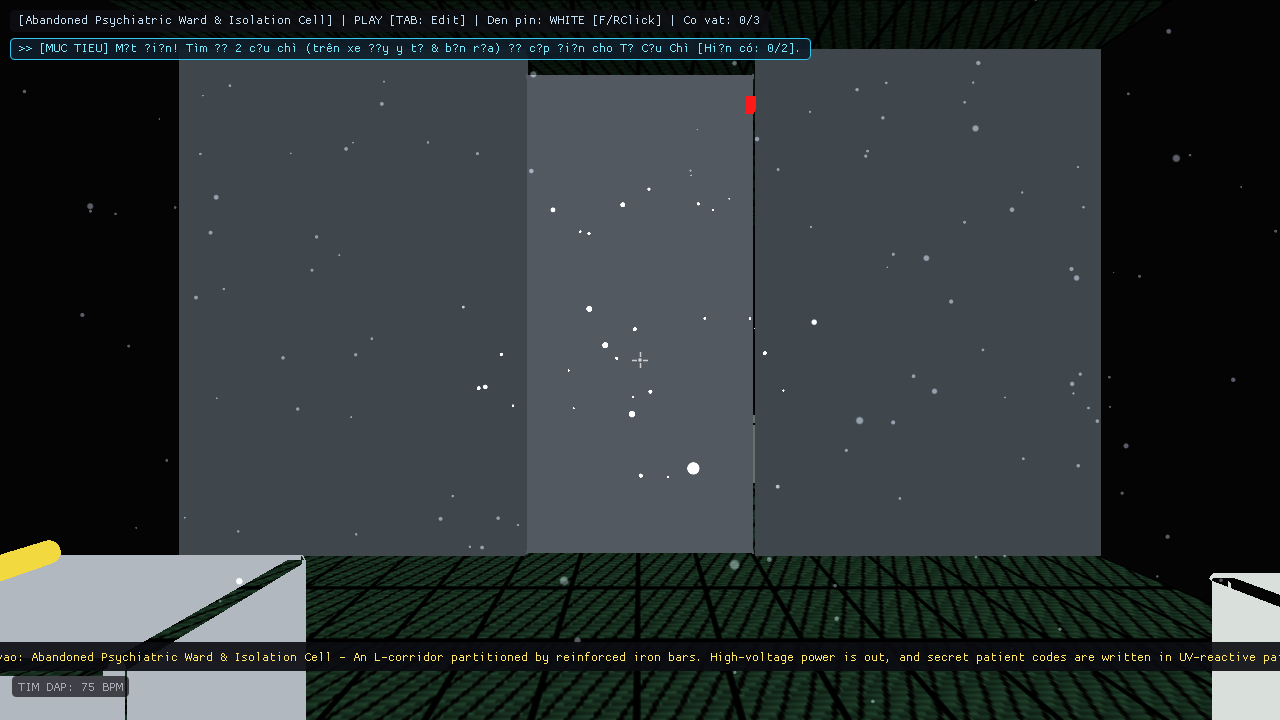 [Abandoned Psychiatric Ward & Isolation Cell] | PLAY [TAB: Edit] | Den pin: WHITE [F/RClick] | Co vat: 0/3
>> [MUC TIEU] M?t ?i?n! Tìm ?? 2 c?u chì (trên xe ??y y t? & b?n r?a) ?? c?p ?i?n cho T? C?u Chì [Hi?n có: 0/2].
vao: Abandoned Psychiatric Ward & Isolation Cell - An L-corridor partitioned by reinforced iron bars. High-voltage power is out, and secret patient codes are written in UV-reactive pa
TIM DAP: 75 BPM